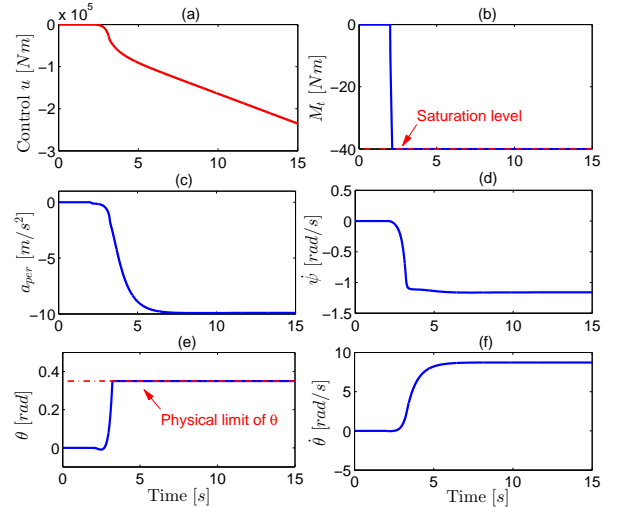 (a)
× 10⁵
0
-1
-2
-3
0 5 10 15
Control u [Nm]
(b)
0
-20
-40
0 5 10 15
M_t [Nm]
Saturation level
(c)
0
-5
-10
0 5 10 15
a_per [m/s²]
(d)
0.5
0
-0.5
-1
-1.5
0 5 10 15
ψ̇ [rad/s]
(e)
0.4
0.2
0
0 5 10 15
θ [rad]
Physical limit of θ
Time [s]
(f)
10
5
0
-5
0 5 10 15
θ̇ [rad/s]
Time [s]